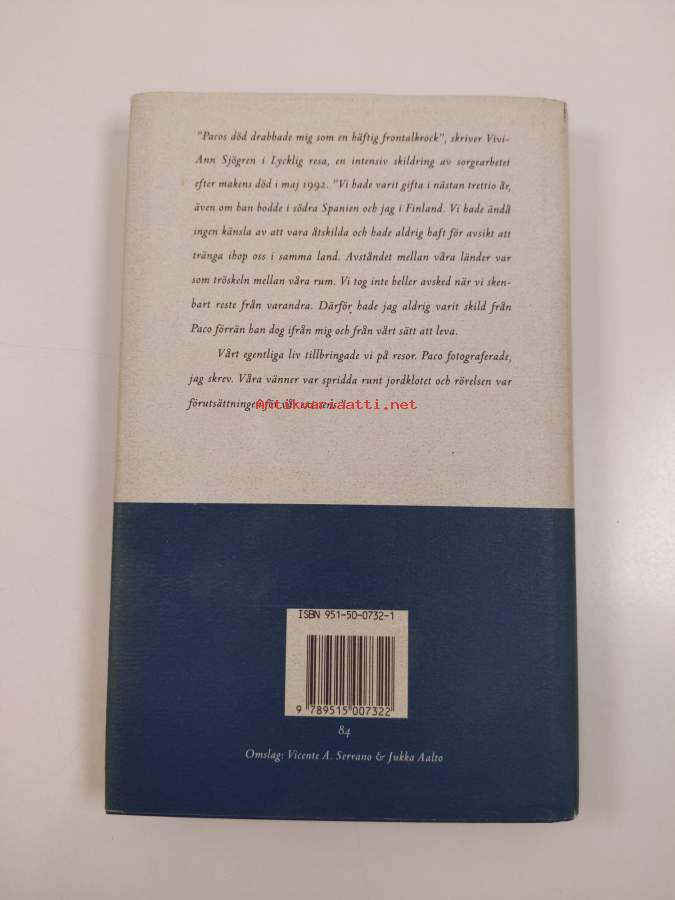 "Pacos död drabbade mig som en häftig frontalkrock", skriver Vivi-
Ann Sjögren i Lycklig resa, en intensiv skildring av sorgearbetet
efter makens död i maj 1992. "Vi hade varit gifta i nästan trettio år,
även om han bodde i södra Spanien och jag i Finland. Vi hade ändå
ingen känsla av att vara åtskilda och hade aldrig haft för avsikt att
tränga ihop oss i samma land. Avståndet mellan våra länder var
som tröskeln mellan våra rum. Vi tog inte heller avsked när vi sken-
bart reste från varandra. Därför hade jag aldrig varit skild från
Paco förrän han dog ifrån mig och från vårt sätt att leva.
Vårt egentliga liv tillbringade vi på resor. Paco fotograferade,
jag skrev. Våra vänner var spridda runt jordklotet och rörelsen var
förutsättningen för vår existens."
Antikvariaatti.net
ISBN 951-50-0732-1
9 789515 007322
84
Omslag: Vicente A. Serrano & Jukka Aalto